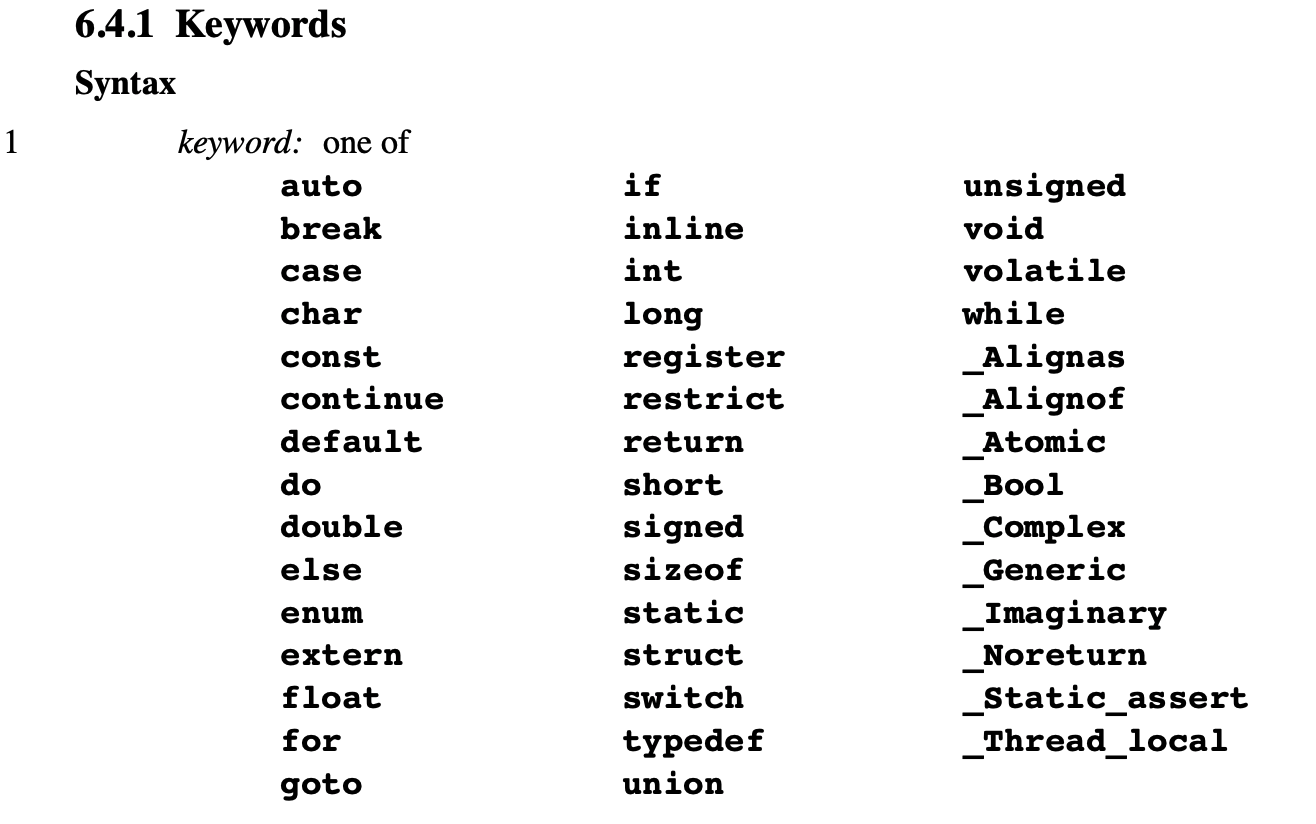 6.4.1 Keywords
Syntax
1 keyword: one of
auto if unsigned
break inline void
case int volatile
char long while
const register _Alignas
continue restrict _Alignof
default return _Atomic
do short _Bool
double signed _Complex
else sizeof _Generic
enum static _Imaginary
extern struct _Noreturn
float switch _Static_assert
for typedef _Thread_local
goto union